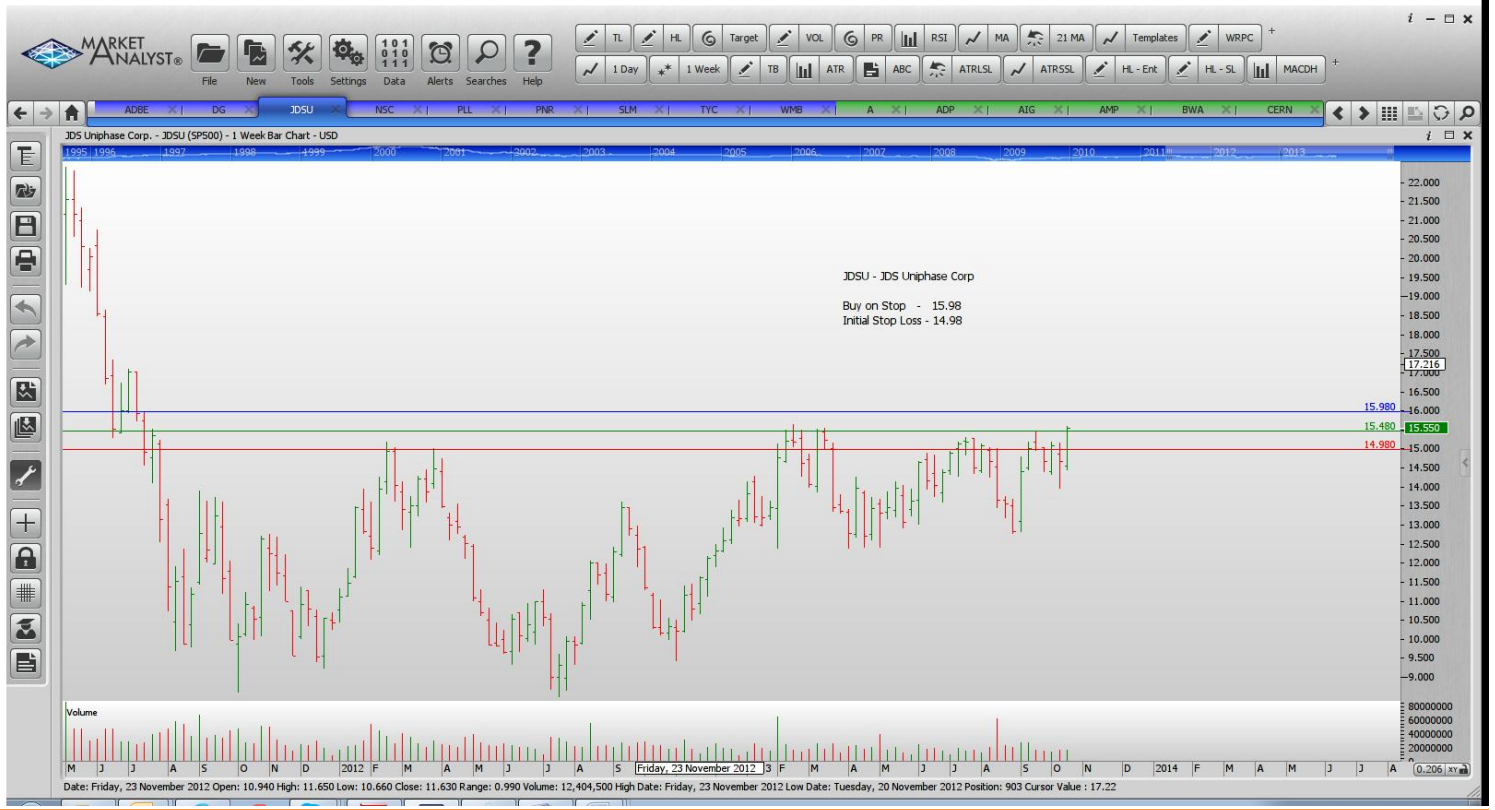 MARKET
ANALYST®
File
New
Tools
Settings
Data
Alerts
Searches
Help
TL
HL
Target
VOL
PR
RSI
MA
21 MA
Templates
WRPC
+
1 Day
1 Week
TB
ATR
ABC
ATRLSL
ATRSSL
HL - Ent
HL - SL
MACDH
+
ADBE
DG
JDSU
NSC
PLL
PNR
SLM
TYC
WMB
A
ADP
AIG
AMP
BWA
CERN
JDS Uniphase Corp. - JDSU (SP500) - 1 Week Bar Chart - USD
1995 1996 1997 1998 1999 2000 2001 2002 2003 2004 2005 2006 2007 2008 2009 2010 2011 2012 2013
22.000
21.500
21.000
20.500
20.000
19.500
19.000
18.500
18.000
17.500
17.216
17.000
16.500
16.000
15.550
15.000
14.500
14.000
13.500
13.000
12.500
12.000
11.500
11.000
10.500
10.000
9.500
9.000
JDSU - JDS Uniphase Corp
Buy on Stop - 15.98
Initial Stop Loss - 14.98
15.980
15.480
14.980
Volume
80000000
60000000
40000000
20000000
0
M J J A S O N D 2012 F M A M J J A S Friday, 23 November 2012 3 F M A M J J A S O N D 2014 F M A M J J A
0.206 xy
Date: Friday, 23 November 2012 Open: 10.940 High: 11.650 Low: 10.660 Close: 11.630 Range: 0.990 Volume: 12,404,500 High Date: Friday, 23 November 2012 Low Date: Tuesday, 20 November 2012 Position: 903 Cursor Value : 17.22